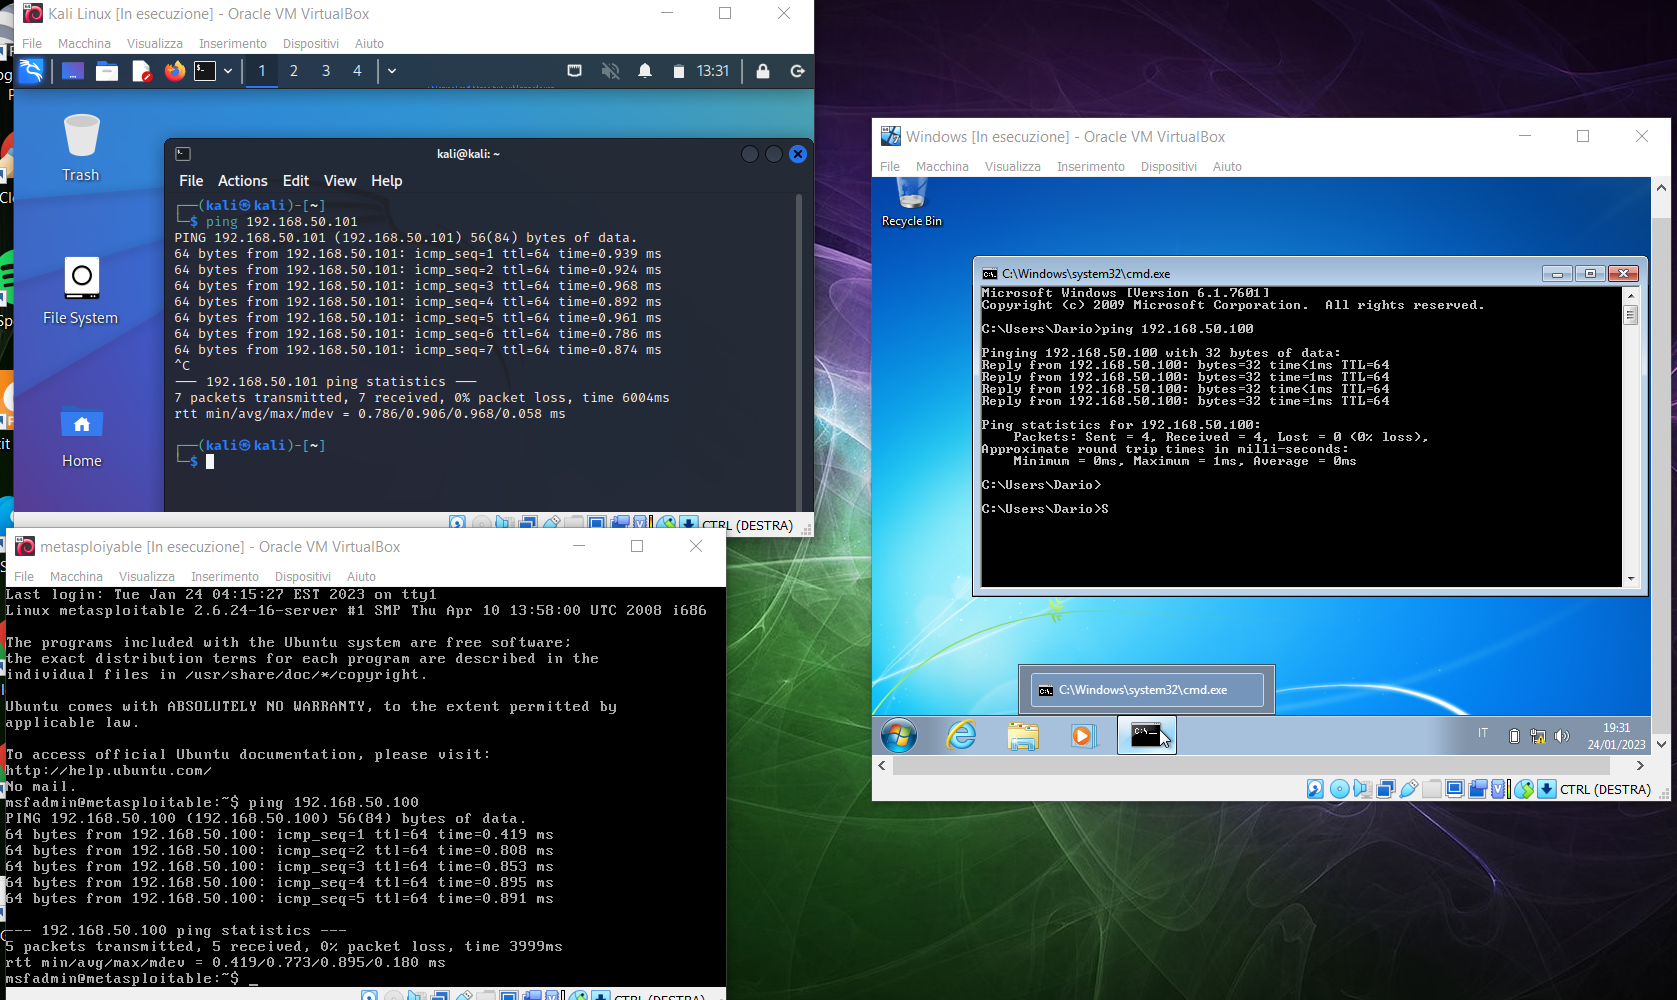 Kali Linux [In esecuzione] - Oracle VM VirtualBox
File Macchina Visualizza Inserimento Dispositivi Aiuto
1 2 3 4 13:31
Trash
File System
Home
kali@kali: ~
File Actions Edit View Help
(kali㉿kali)-[~]
$ ping 192.168.50.101
PING 192.168.50.101 (192.168.50.101) 56(84) bytes of data.
64 bytes from 192.168.50.101: icmp_seq=1 ttl=64 time=0.939 ms
64 bytes from 192.168.50.101: icmp_seq=2 ttl=64 time=0.924 ms
64 bytes from 192.168.50.101: icmp_seq=3 ttl=64 time=0.968 ms
64 bytes from 192.168.50.101: icmp_seq=4 ttl=64 time=0.892 ms
64 bytes from 192.168.50.101: icmp_seq=5 ttl=64 time=0.961 ms
64 bytes from 192.168.50.101: icmp_seq=6 ttl=64 time=0.786 ms
64 bytes from 192.168.50.101: icmp_seq=7 ttl=64 time=0.874 ms
^C
--- 192.168.50.101 ping statistics ---
7 packets transmitted, 7 received, 0% packet loss, time 6004ms
rtt min/avg/max/mdev = 0.786/0.906/0.968/0.058 ms
(kali㉿kali)-[~]
$
CTRL (DESTRA)
metasploiyable [In esecuzione] - Oracle VM VirtualBox
File Macchina Visualizza Inserimento Dispositivi Aiuto
Last login: Tue Jan 24 04:15:27 EST 2023 on tty1
Linux metasploitable 2.6.24-16-server #1 SMP Thu Apr 10 13:58:00 UTC 2008 i686
The programs included with the Ubuntu system are free software;
the exact distribution terms for each program are described in the
individual files in /usr/share/doc/*/copyright.
Ubuntu comes with ABSOLUTELY NO WARRANTY, to the extent permitted by
applicable law.
To access official Ubuntu documentation, please visit:
http://help.ubuntu.com/
No mail.
msfadmin@metasploitable:~$ ping 192.168.50.100
PING 192.168.50.100 (192.168.50.100) 56(84) bytes of data.
64 bytes from 192.168.50.100: icmp_seq=1 ttl=64 time=0.419 ms
64 bytes from 192.168.50.100: icmp_seq=2 ttl=64 time=0.808 ms
64 bytes from 192.168.50.100: icmp_seq=3 ttl=64 time=0.853 ms
64 bytes from 192.168.50.100: icmp_seq=4 ttl=64 time=0.895 ms
64 bytes from 192.168.50.100: icmp_seq=5 ttl=64 time=0.891 ms
--- 192.168.50.100 ping statistics ---
5 packets transmitted, 5 received, 0% packet loss, time 3999ms
rtt min/avg/max/mdev = 0.419/0.773/0.895/0.180 ms
msfadmin@metasploitable:~$ _
CTRL (DESTRA)
Windows [In esecuzione] - Oracle VM VirtualBox
File Macchina Visualizza Inserimento Dispositivi Aiuto
Recycle Bin
C:\Windows\system32\cmd.exe
Microsoft Windows [Version 6.1.7601]
Copyright (c) 2009 Microsoft Corporation.  All rights reserved.
C:\Users\Dario>ping 192.168.50.100
Pinging 192.168.50.100 with 32 bytes of data:
Reply from 192.168.50.100: bytes=32 time<1ms TTL=64
Reply from 192.168.50.100: bytes=32 time=1ms TTL=64
Reply from 192.168.50.100: bytes=32 time<1ms TTL=64
Reply from 192.168.50.100: bytes=32 time=1ms TTL=64
Ping statistics for 192.168.50.100:
Packets: Sent = 4, Received = 4, Lost = 0 (0% loss),
Approximate round trip times in milli-seconds:
Minimum = 0ms, Maximum = 1ms, Average = 0ms
C:\Users\Dario>
C:\Users\Dario>S
C:\Windows\system32\cmd.exe
IT
19:31
24/01/2023
CTRL (DESTRA)